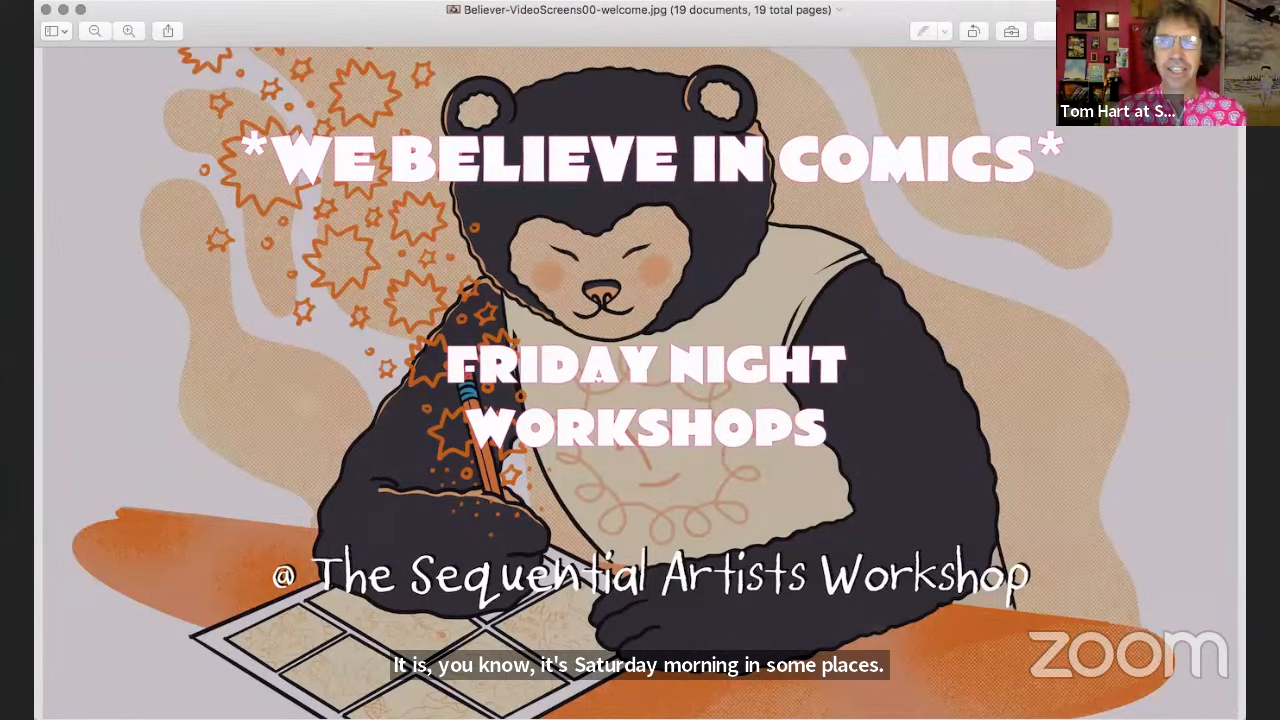 Believer-VideoScreens00-welcome.jpg (19 documents, 19 total pages)
Tom Hart at S...
*WE BELIEVE IN COMICS*
FRIDAY NIGHT
WORKSHOPS
@ The Sequential Artists Workshop
It is, you know, it's Saturday morning in some places.
zoom